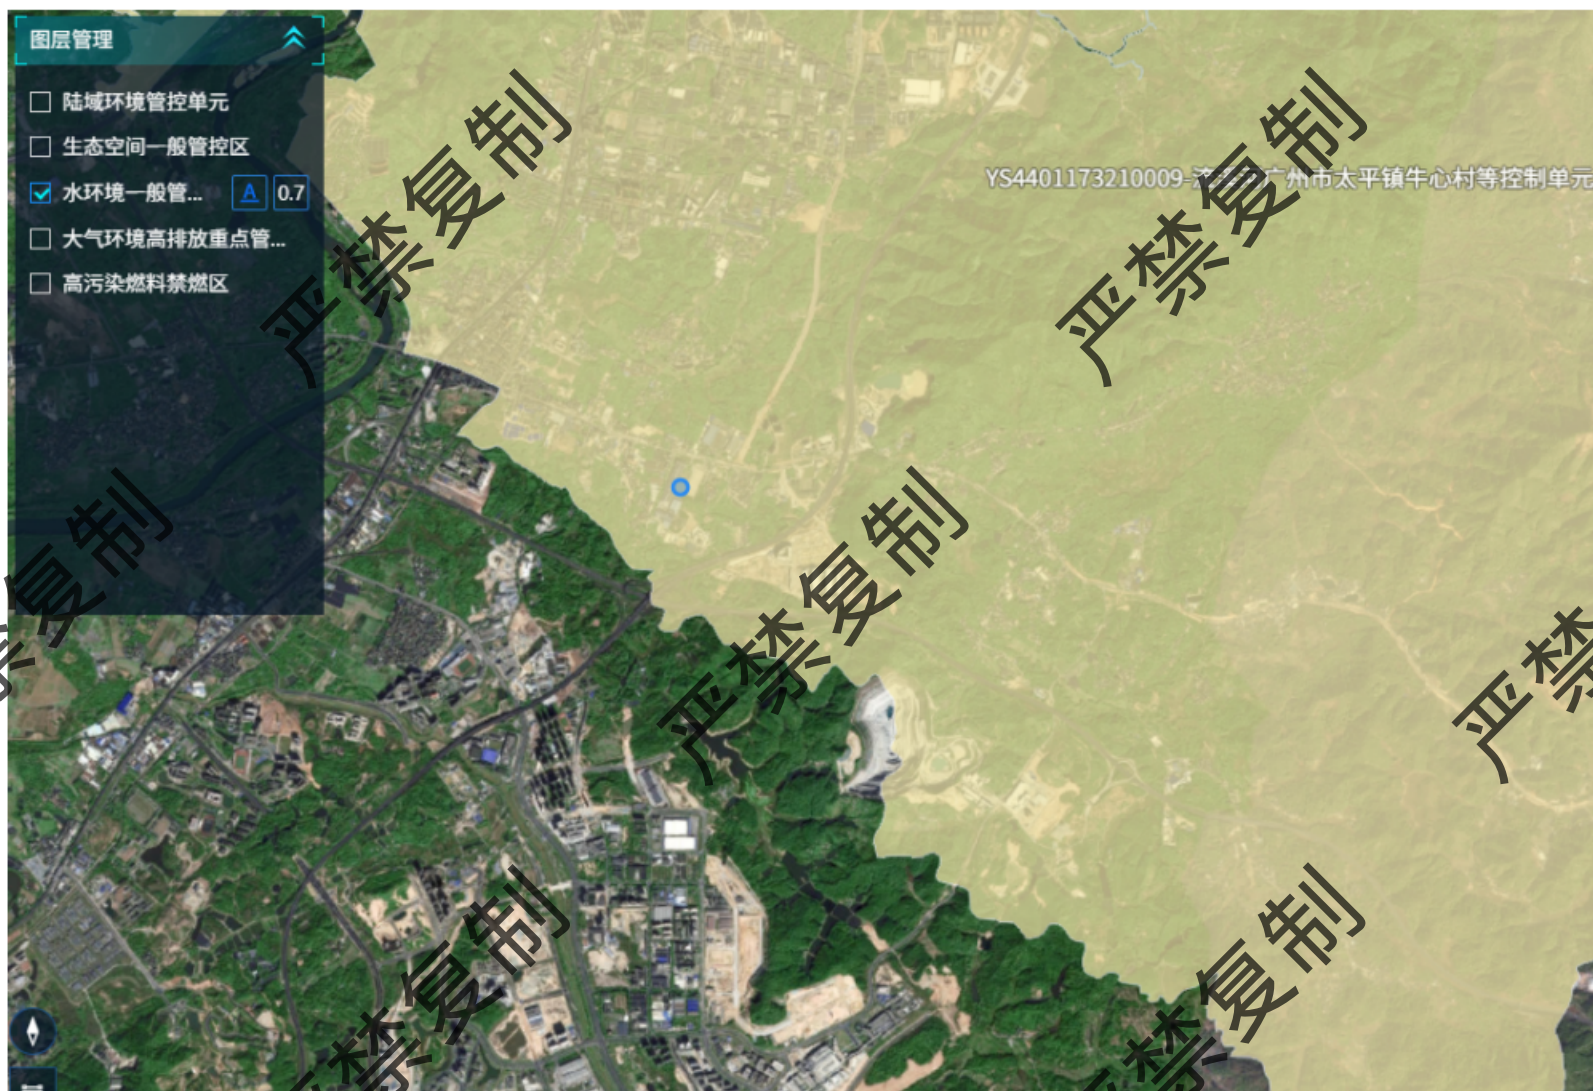 图层管理
陆域环境管控单元
生态空间一般管控区
水环境一般管... A 0.7
大气环境高排放重点管...
高污染燃料禁燃区
YS4401173210009-广州市太平镇牛心村等控制单元
严禁复制
严禁复制
禁复制
严禁复制
严禁
禁复制
禁复制